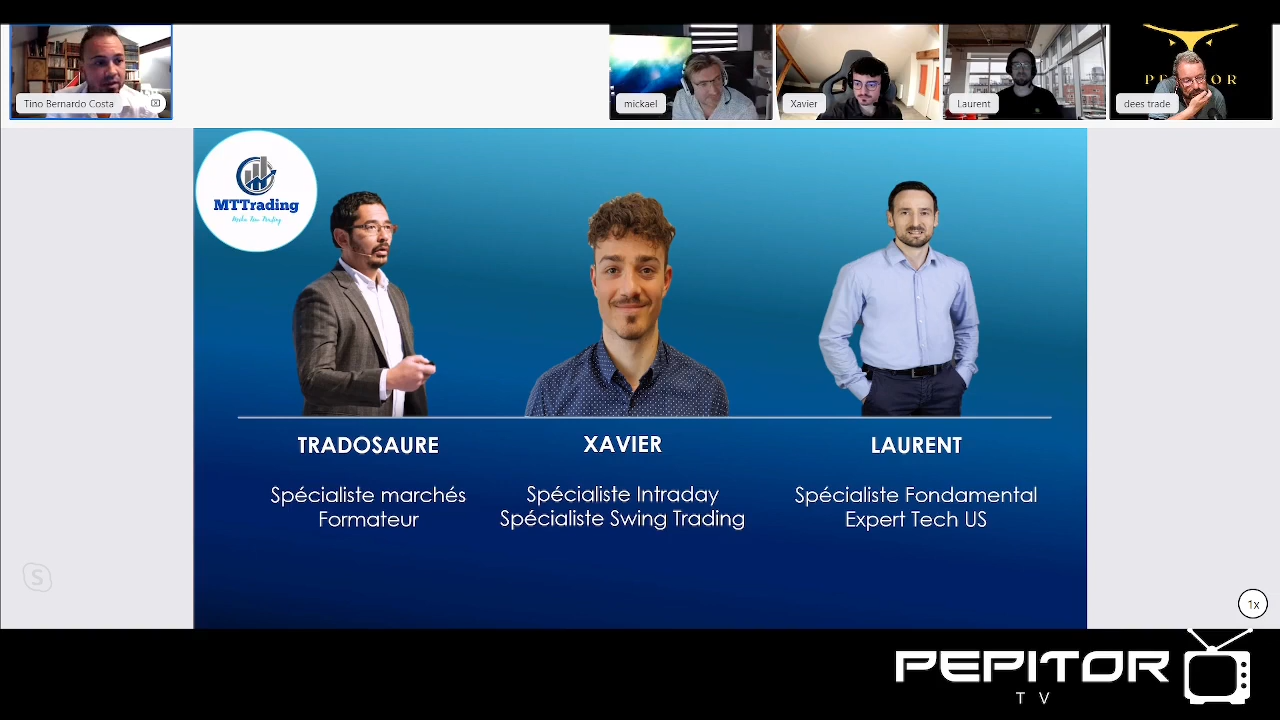 Tino Bernardo Costa
mickael
Xavier
Laurent
dees trade
MTTrading
TRADOSAURE
XAVIER
LAURENT
Spécialiste marchés
Formateur
Spécialiste Intraday
Spécialiste Swing Trading
Spécialiste Fondamental
Expert Tech US
S
1x
PEPITOR
TV